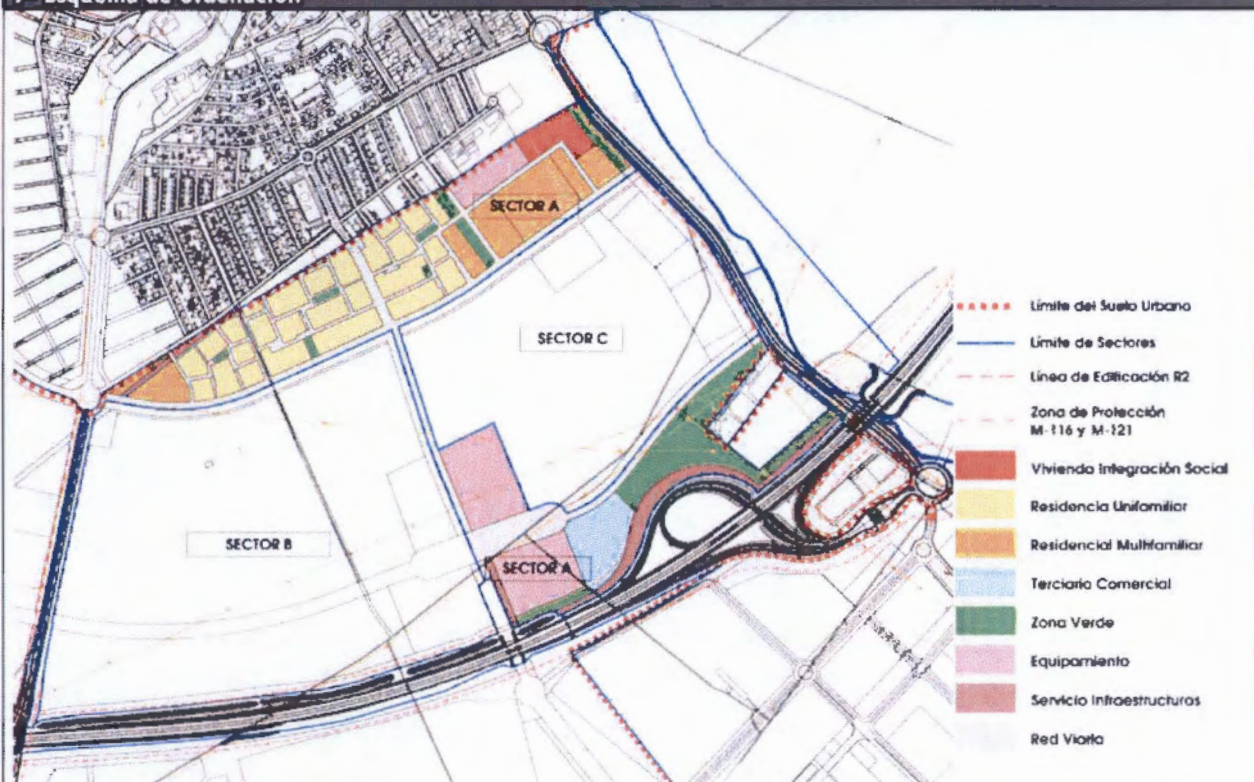 Esquema de Ordenación
SECTOR A
SECTOR C
SECTOR B
SECTOR A
Límite del Suelo Urbano
Límite de Sectores
Línea de Edificación R2
Zona de Protección
M-116 y M-121
Vivienda Integración Social
Residencia Unifamiliar
Residencial Multifamiliar
Terciario Comercial
Zona Verde
Equipamiento
Servicio Infraestructuras
Red Viaria